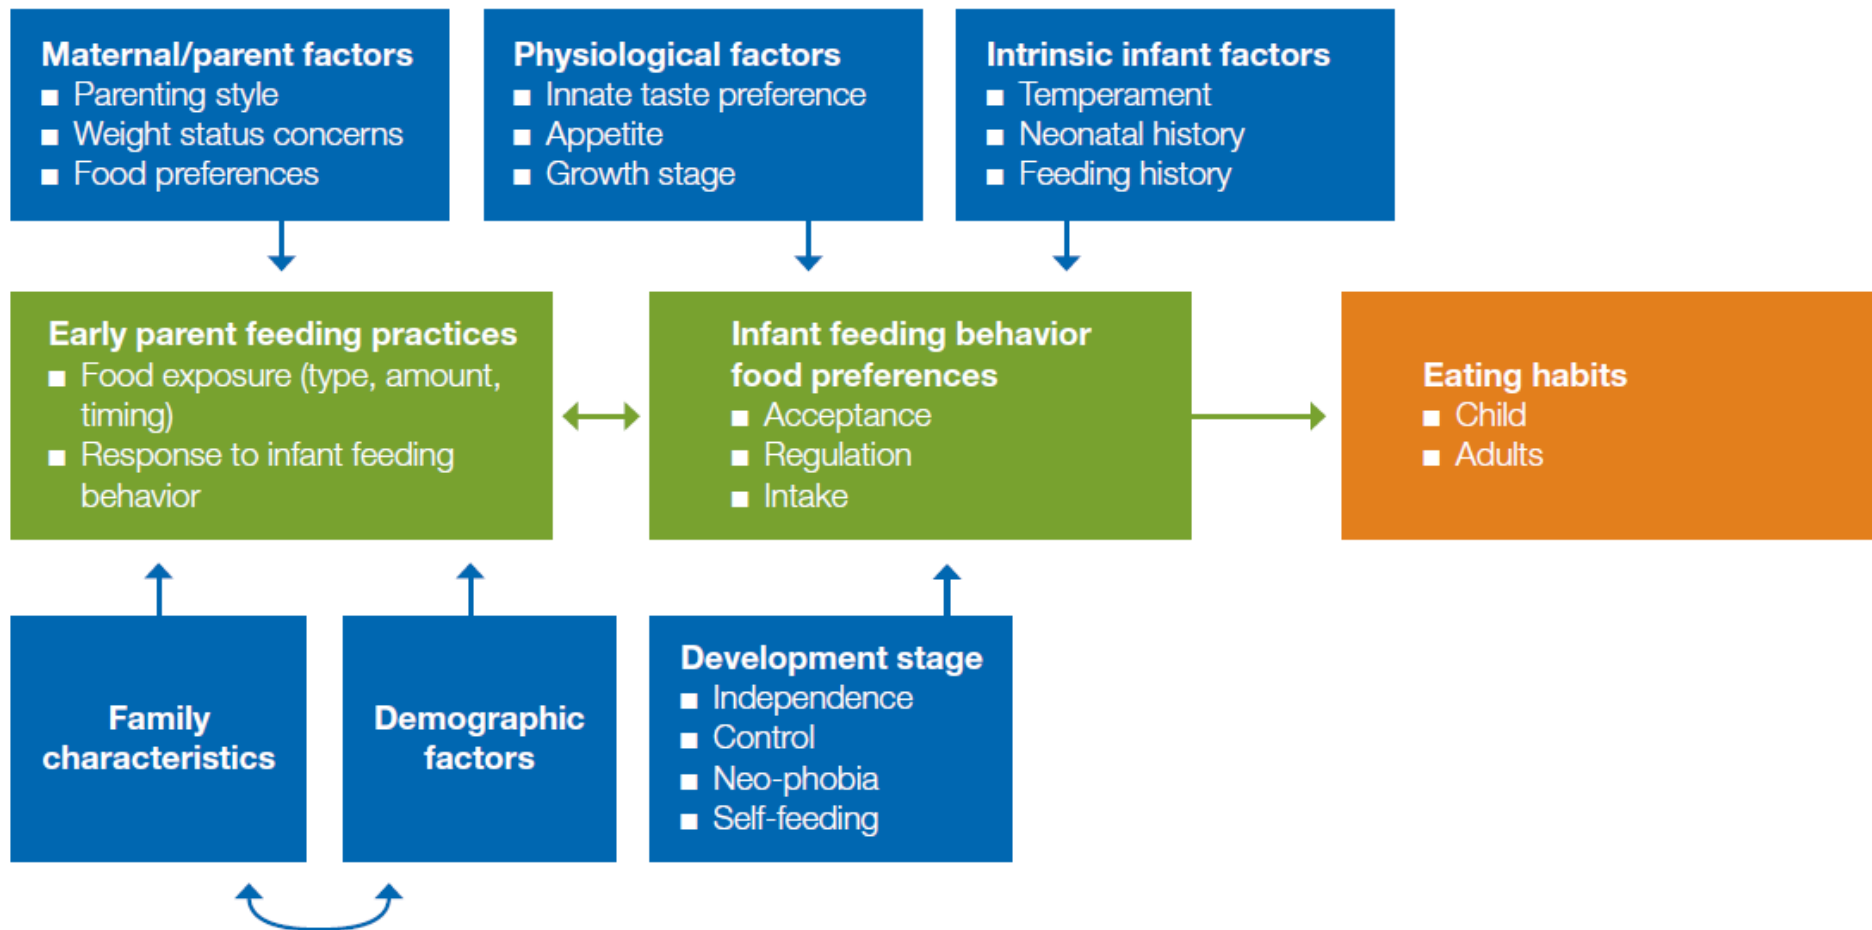 Maternal/parent factors
■ Parenting style
■ Weight status concerns
■ Food preferences
Physiological factors
■ Innate taste preference
■ Appetite
■ Growth stage
Intrinsic infant factors
■ Temperament
■ Neonatal history
■ Feeding history
Early parent feeding practices
■ Food exposure (type, amount,
timing)
■ Response to infant feeding
behavior
Infant feeding behavior
food preferences
■ Acceptance
■ Regulation
■ Intake
Eating habits
■ Child
■ Adults
Family
characteristics
Demographic
factors
Development stage
■ Independence
■ Control
■ Neo-phobia
■ Self-feeding